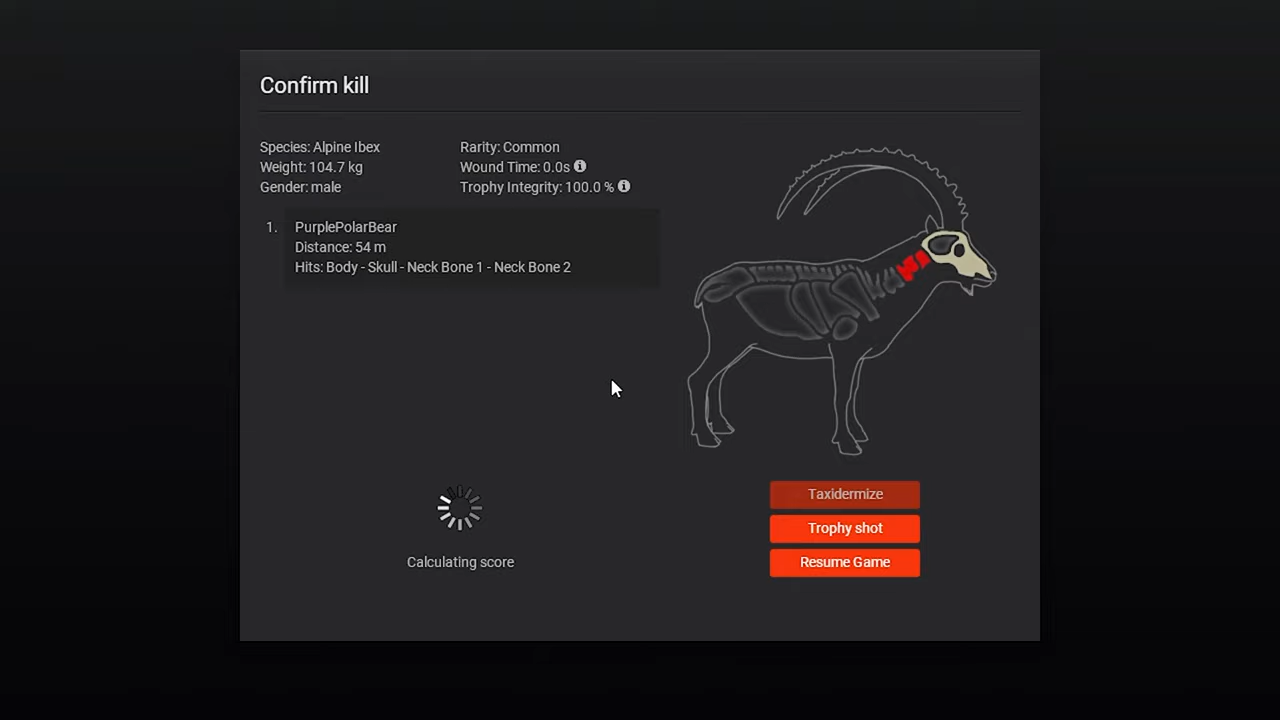 Confirm kill
Species: Alpine Ibex
Weight: 104.7 kg
Gender: male
Rarity: Common
Wound Time: 0.0s
Trophy Integrity: 100.0 %
1. PurplePolarBear
Distance: 54 m
Hits: Body - Skull - Neck Bone 1 - Neck Bone 2
Calculating score
Taxidermize
Trophy shot
Resume Game